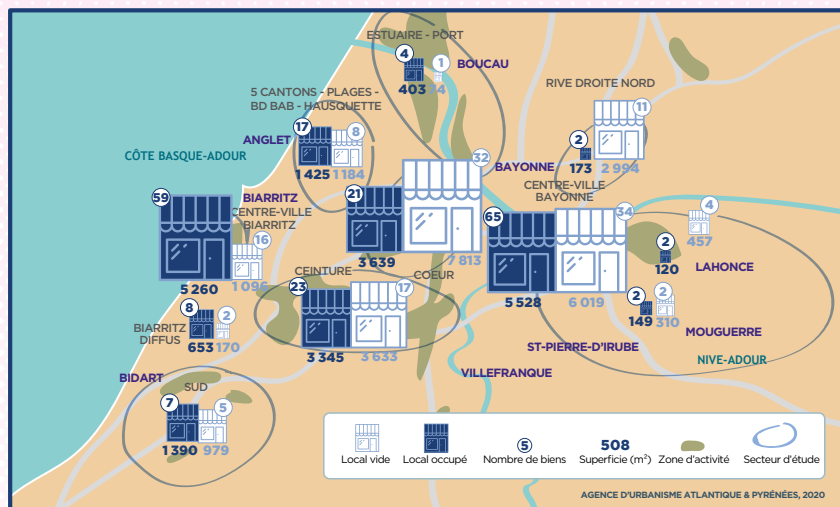 ESTUAIRE - PORT
4
1
BOUCAU
403
14
RIVE DROITE NORD
5 CANTONS - PLAGES -
BD BAB - HAUSQUETTE
11
17
8
2
ANGLET
173
2 994
CÔTE BASQUE-ADOUR
1 425
1 184
32
BAYONNE
21
CENTRE-VILLE
BAYONNE
59
BIARRITZ
CENTRE-VILLE
BIARRITZ
65
34
4
16
457
2
3 639
7 813
120
LAHONCE
5 260
1 096
CEINTURE
COEUR
23
17
5 528
6 019
2
2
8
2
149
310
BIARRITZ
DIFFUS
653
170
MOUGUERRE
3 345
3 633
ST-PIERRE-D'IRUBE
NIVE-ADOUR
BIDART
VILLEFRANQUE
SUD
7
5
1 390
979
5
508
Local vide
Local occupé
Nombre de biens
Superficie (m²)
Zone d'activité
Secteur d'étude
AGENCE D'URBANISME ATLANTIQUE & PYRÉNÉES, 2020